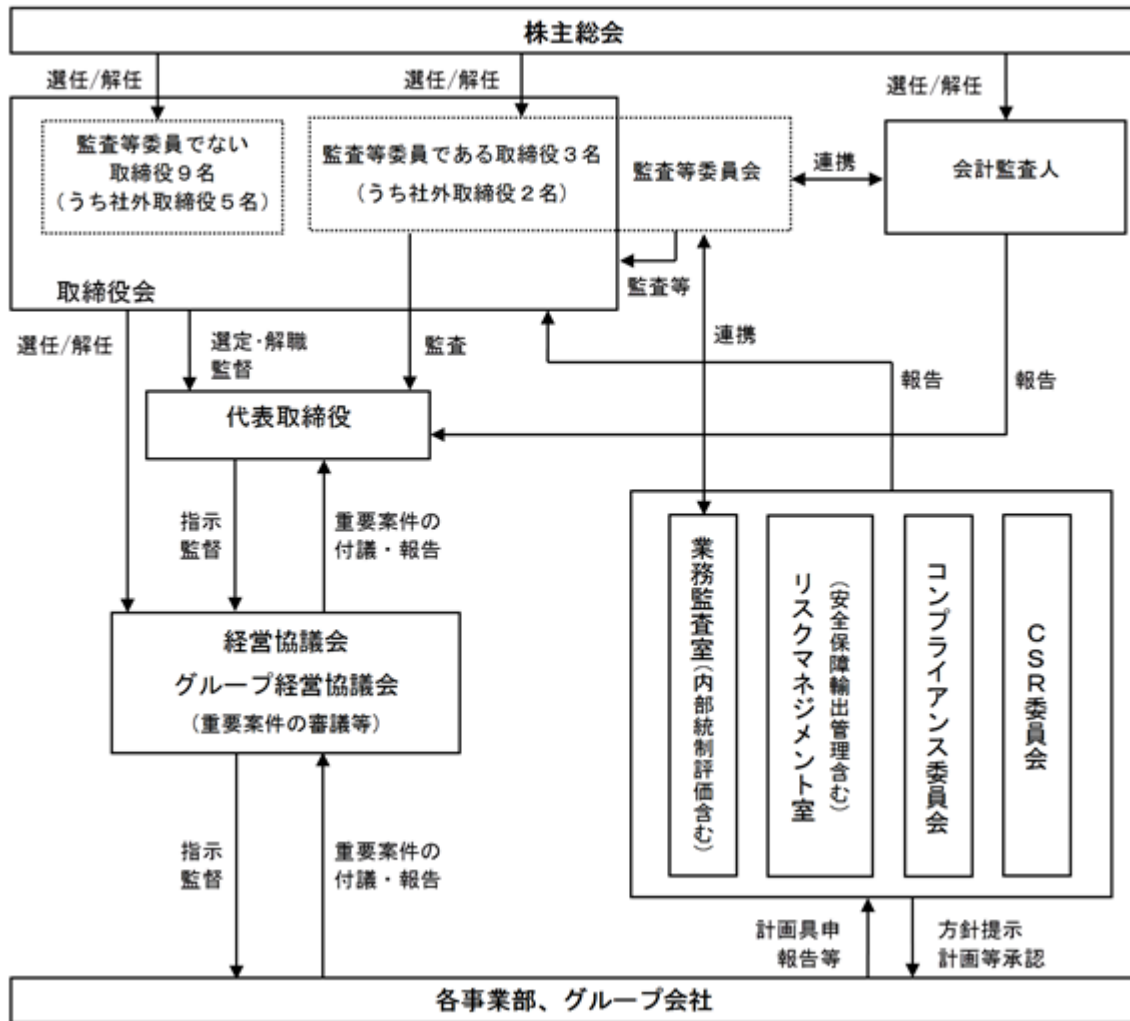 株主総会
選任/解任
選任/解任
選任/解任
監査等委員でない
取締役9名
（うち社外取締役5名）
監査等委員である取締役3名
（うち社外取締役2名）
監査等委員会
連携
会計監査人
取締役会
監査等
選任/解任
選定・解職
監督
監査
連携
報告
報告
代表取締役
指示
監督
重要案件の
付議・報告
経営協議会
グループ経営協議会
（重要案件の審議等）
業務監査室（内部統制評価含む）
リスクマネジメント室
（安全保障輸出管理含む）
コンプライアンス委員会
CSR委員会
指示
監督
重要案件の
付議・報告
計画具申
報告等
方針提示
計画等承認
各事業部、グループ会社